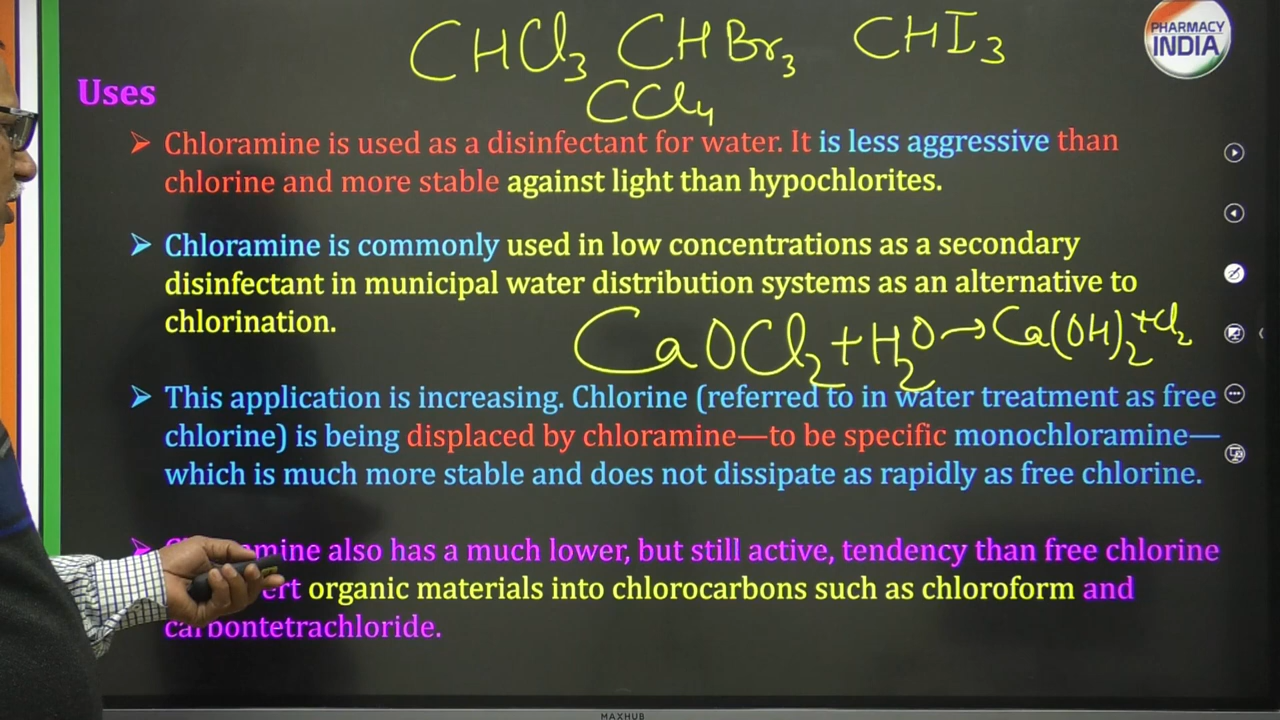 CHCl₃ CHBr₃ CHI₃
PHARMACY
INDIA
CCl₄
Uses
➢ Chloramine is used as a disinfectant for water. It is less aggressive than
chlorine and more stable against light than hypochlorites.
➢ Chloramine is commonly used in low concentrations as a secondary
disinfectant in municipal water distribution systems as an alternative to
chlorination.
CaOCl₂+H₂O→Ca(OH)₂+Cl₂
➢ This application is increasing. Chlorine (referred to in water treatment as free
chlorine) is being displaced by chloramine—to be specific monochloramine—
which is much more stable and does not dissipate as rapidly as free chlorine.
also has a much lower, but still active, tendency than free chlorine
organic materials into chlorocarbons such as chloroform and
carbontetrachloride.
MAXHUB